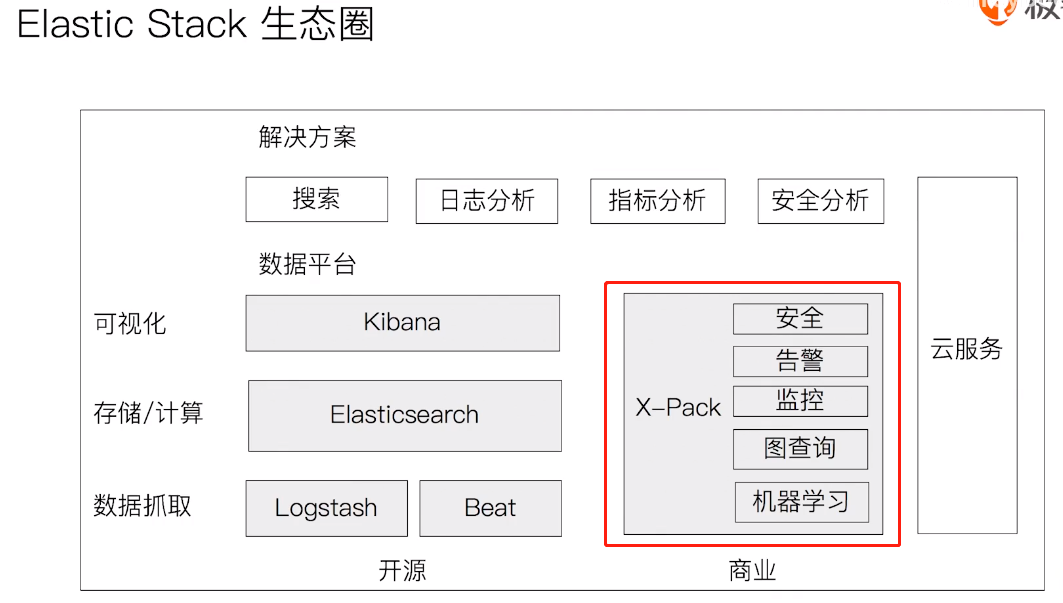 Elastic Stack 生态圈
极
解决方案
搜索
日志分析
指标分析
安全分析
数据平台
可视化
Kibana
存储/计算
Elasticsearch
数据抓取
Logstash
Beat
X-Pack
安全
告警
监控
图查询
机器学习
云服务
开源
商业